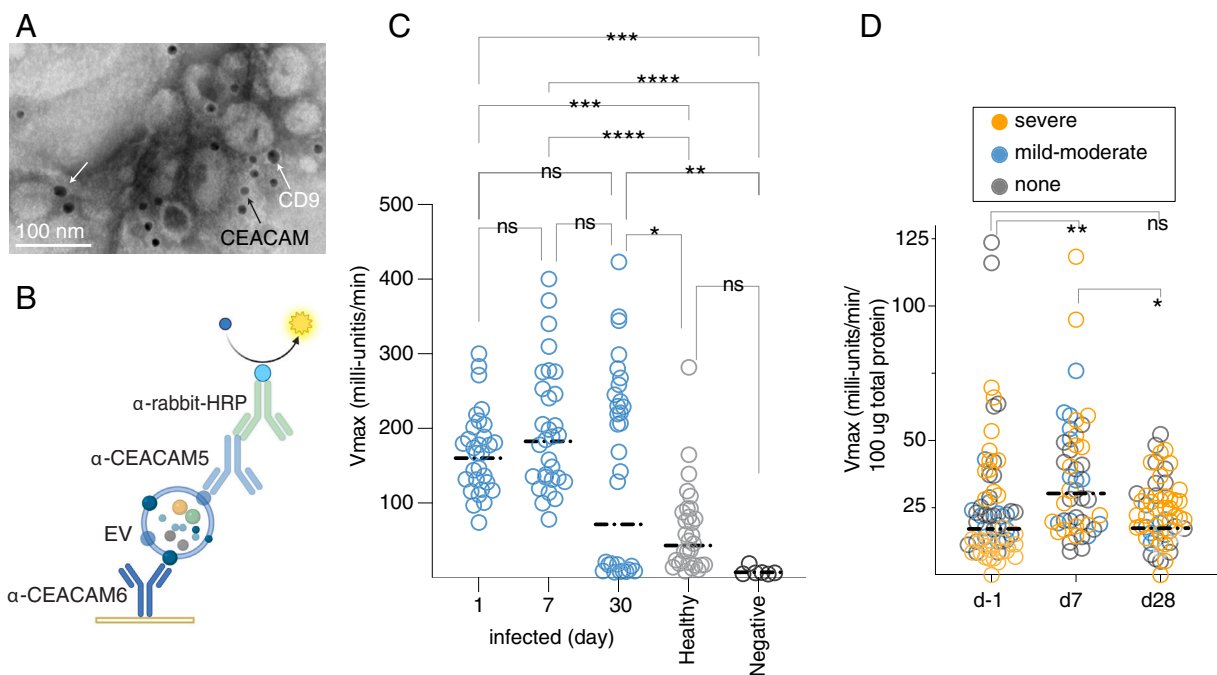 A
100 nm
CD9
CEACAM
B
α-rabbit-HRP
α-CEACAM5
EV
α-CEACAM6
C
***
****
***
****
ns
**
ns
ns
*
ns
Vmax (milli-unitis/min)
500
400
300
200
100
1
7
30
Healthy
Negative
infected (day)
D
severe
mild-moderate
none
ns
**
*
Vmax (milli-units/min/
100 ug total protein)
125
100
50
25
d-1
d7
d28